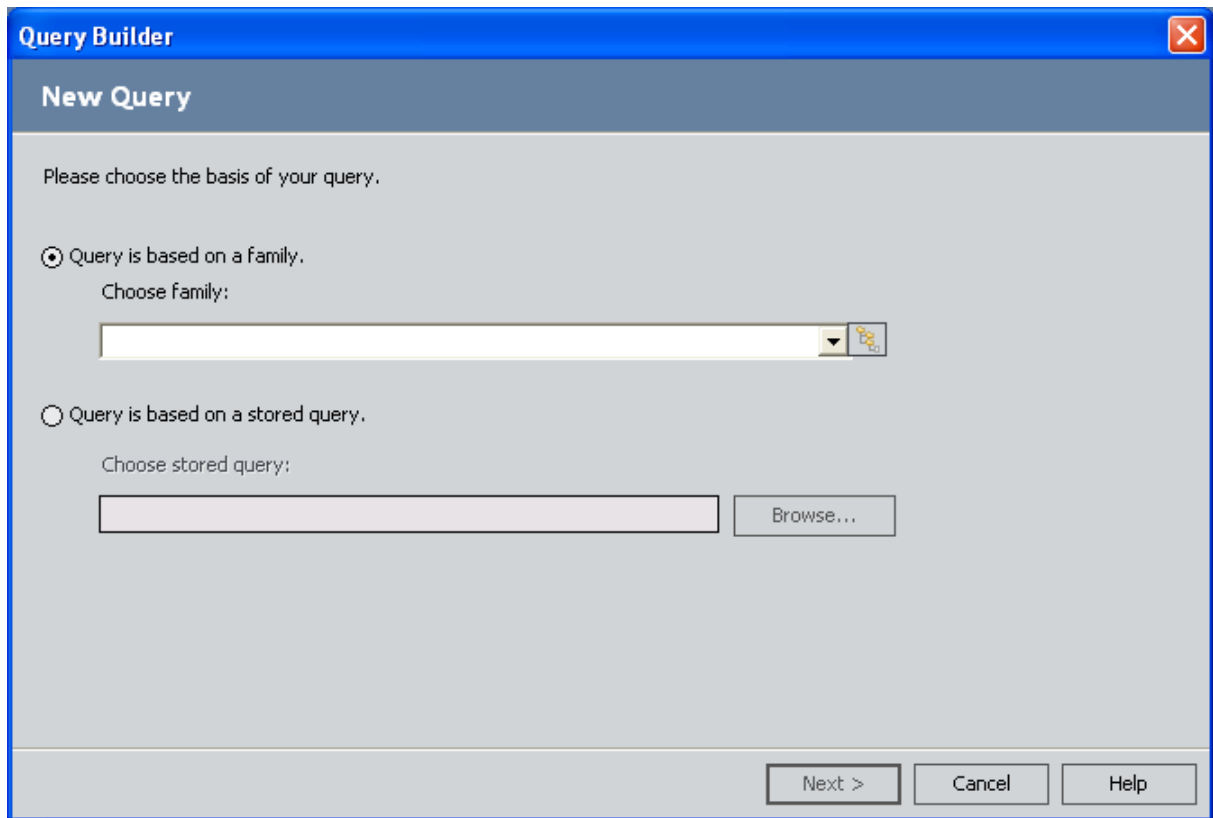 Query Builder
New Query
Please choose the basis of your query.
Query is based on a family.
Choose family:
Query is based on a stored query.
Choose stored query:
Browse...
Next > Cancel Help